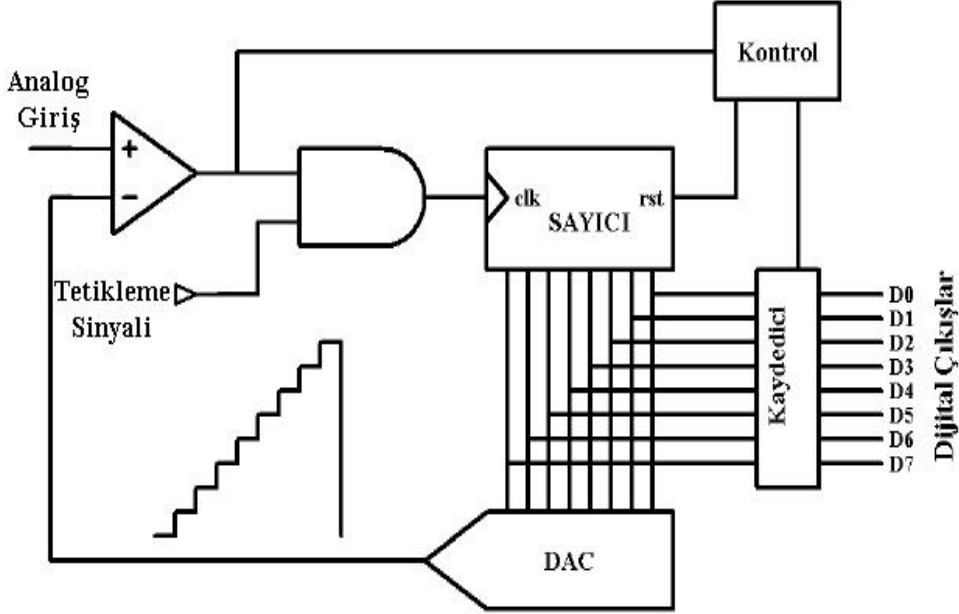 Kontrol
Analog
Giriş
+
-
clk
rst
SAYICI
Tetikleme
Sinyali
Kaydedici
D0
D1
D2
D3
D4
D5
D6
D7
Dijital Çıkışlar
DAC